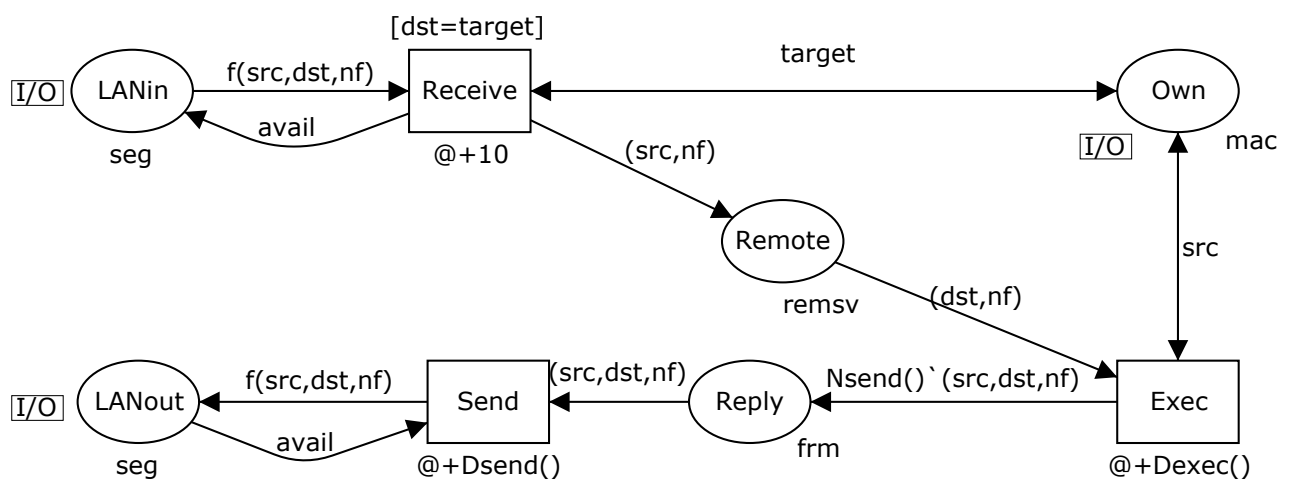 [dst=target]
I/O
LANin
f(src,dst,nf)
Receive
target
Own
avail
seg
@+10
I/O
mac
(src,nf)
Remote
src
remsv
(dst,nf)
I/O
LANout
f(src,dst,nf)
Send
(src,dst,nf)
Reply
Nsend()`(src,dst,nf)
Exec
avail
seg
@+Dsend()
frm
@+Dexec()